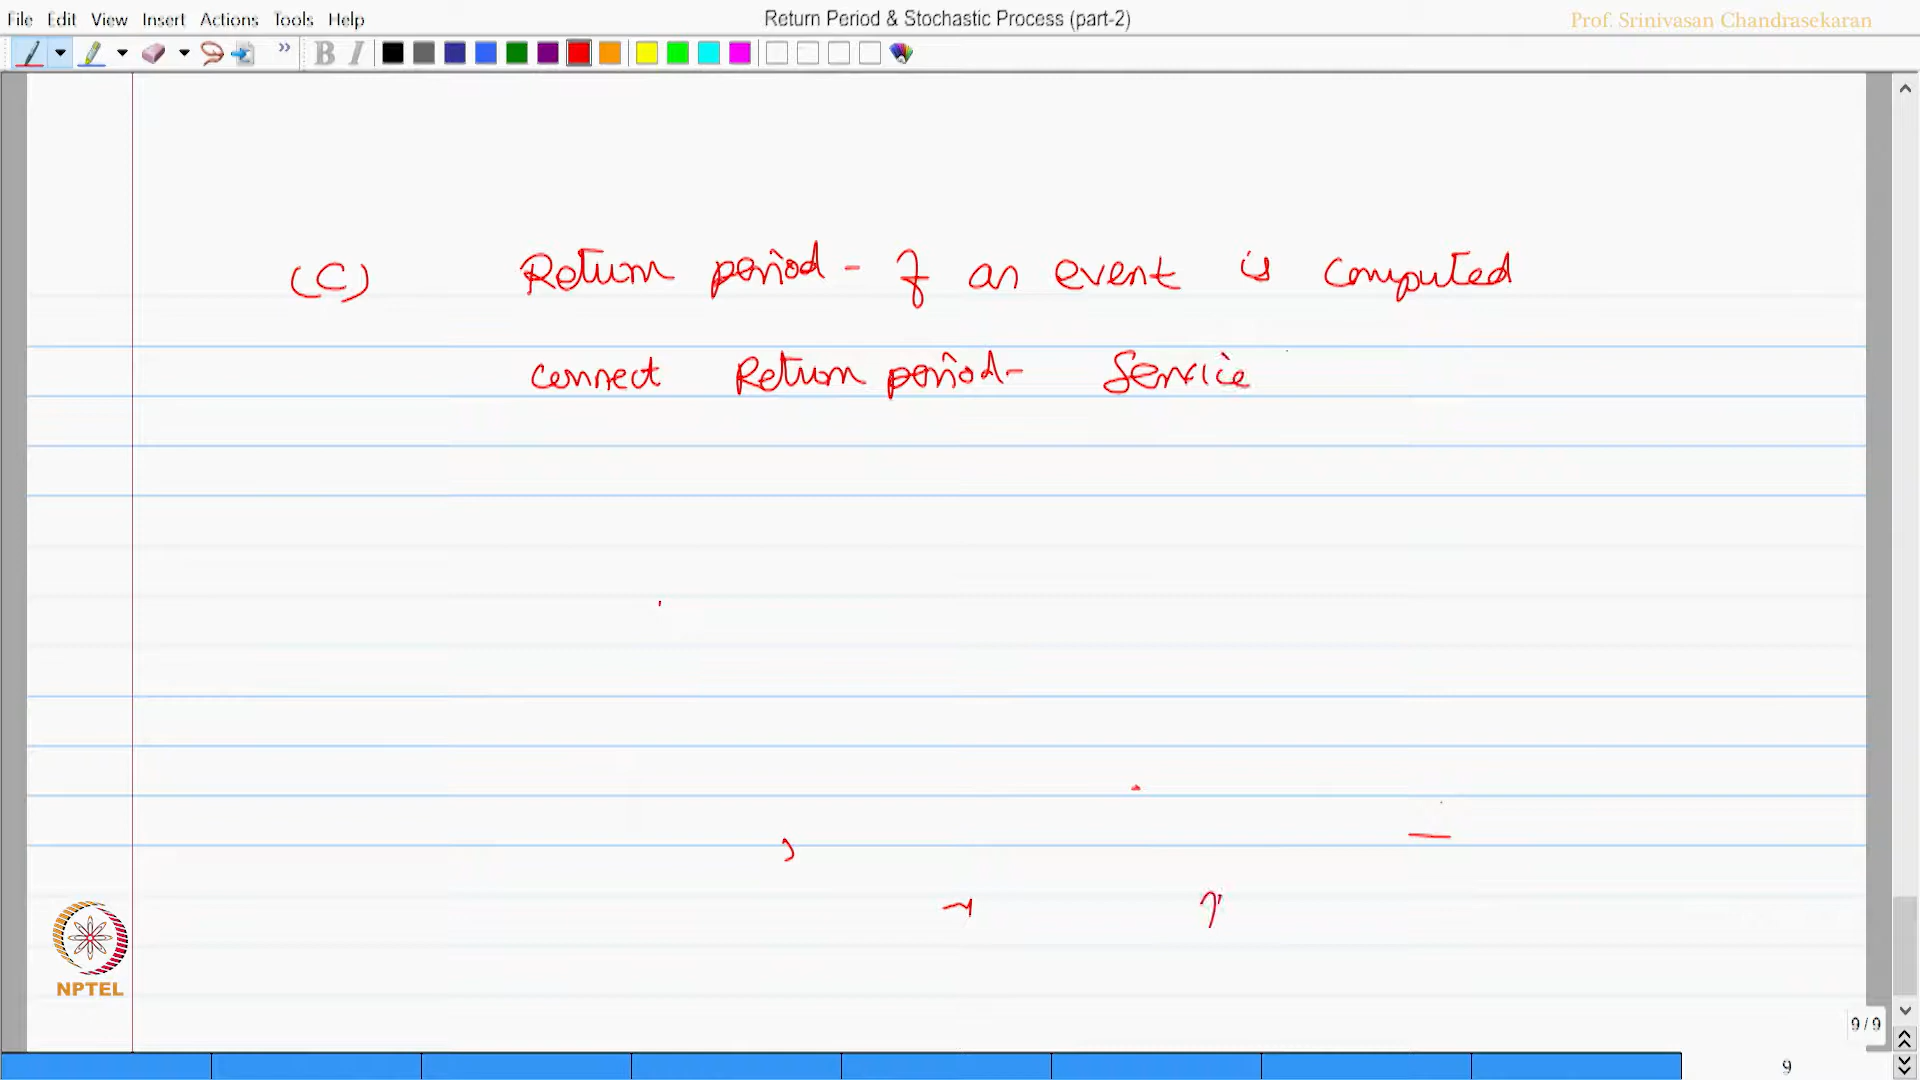 File Edit View Insert Actions Tools Help
Return Period & Stochastic Process (part-2)
Prof. Srinivasan Chandrasekaran
B I
(C) Return period - of an event is computed
connect Return period - Service
NPTEL
9 / 9
9